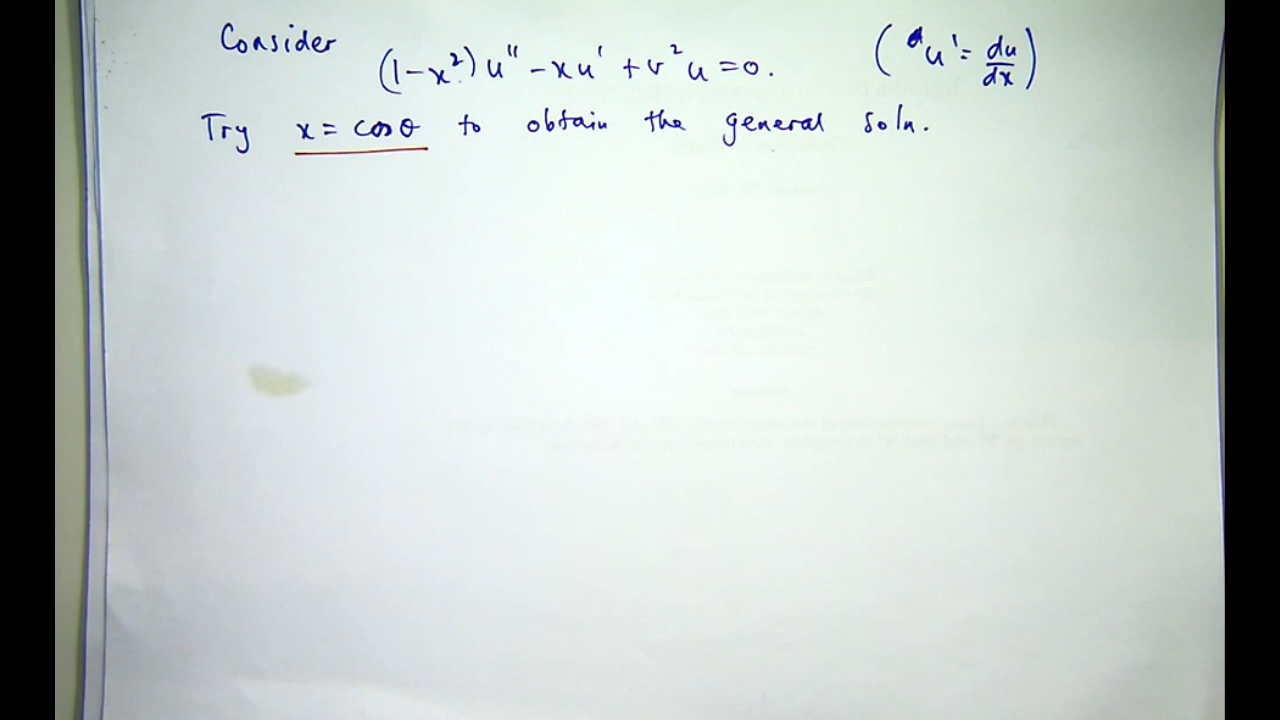 Consider
(1-x²)u'' - xu' + v²u = 0. (u' = du/dx)
Try x = cos θ to obtain the general soln.